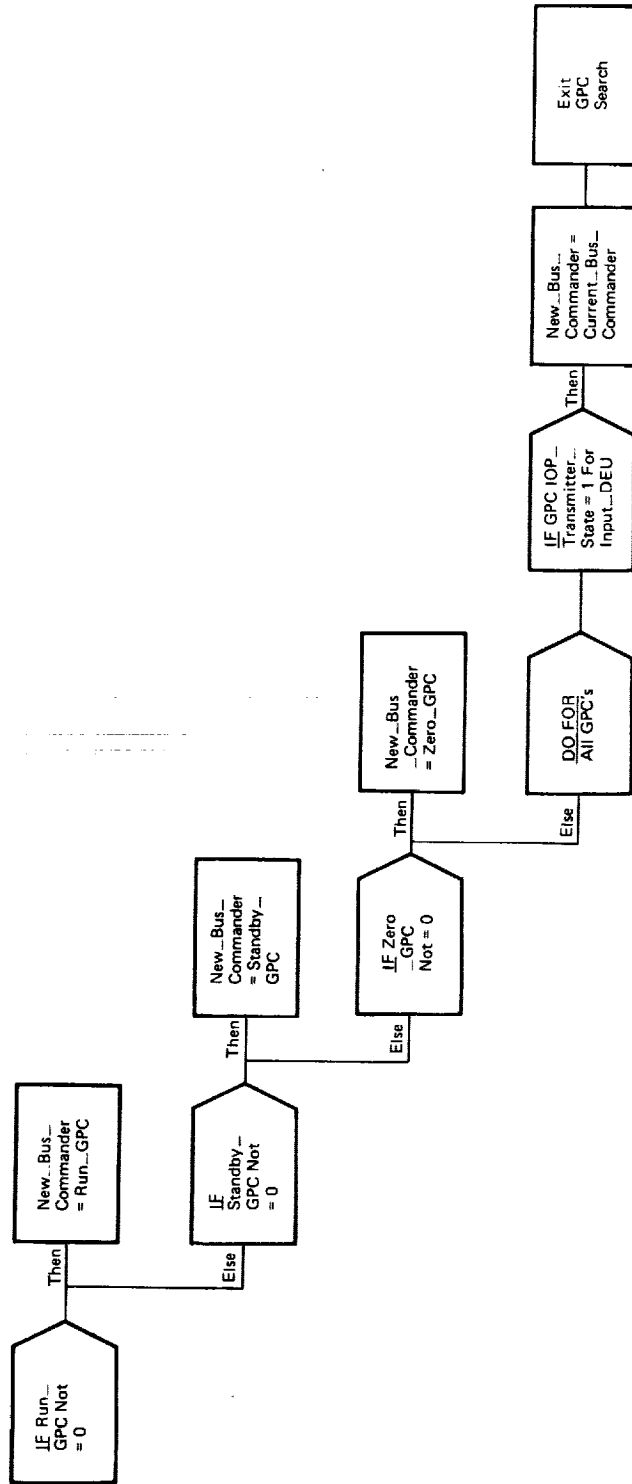 IF Run_
GPC Not
= 0
Then
New_Bus_
Commander
= Run_GPC
Else
IF
Standby_
GPC Not
= 0
Then
New_Bus_
Commander
= Standby_
GPC
Else
IF Zero
_GPC
Not = 0
Then
New_Bus
_Commander
= Zero_GPC
Else
DO FOR
All GPC's
IF GPC IOP_
Transmitter_
State = 1 For
Input_DEU
Then
New_Bus_
Commander =
Current_Bus_
Commander
Exit
GPC
Search